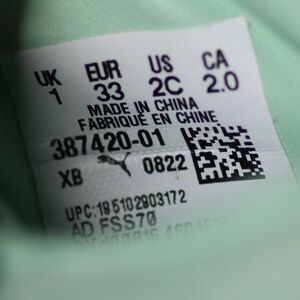 UK EUR US CA
1 33 2C 2.0
MADE IN CHINA
FABRIQUÉ EN CHINE
387420-01
XB 0822
UPC:195102903172
AD FSS70